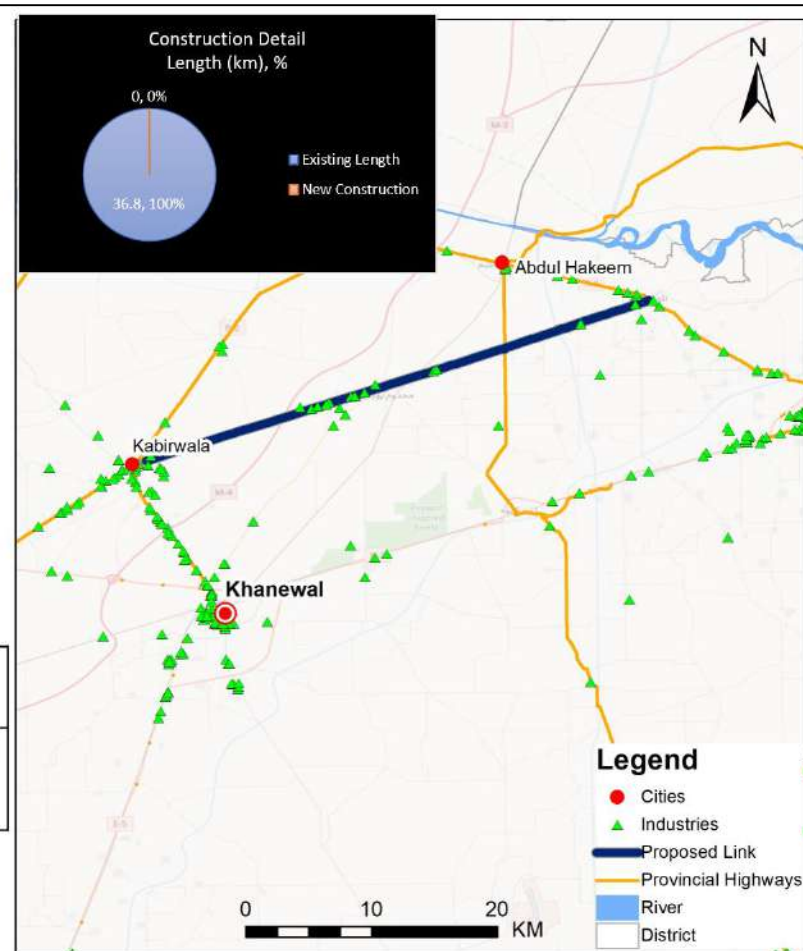 Construction Detail
Length (km), %
0, 0%
36.8, 100%
Existing Length
New Construction
N
Abdul Hakeem
Kabirwala
Khanewal
Legend
Cities
Industries
Proposed Link
Provincial Highways
River
District
0 10 20
KM